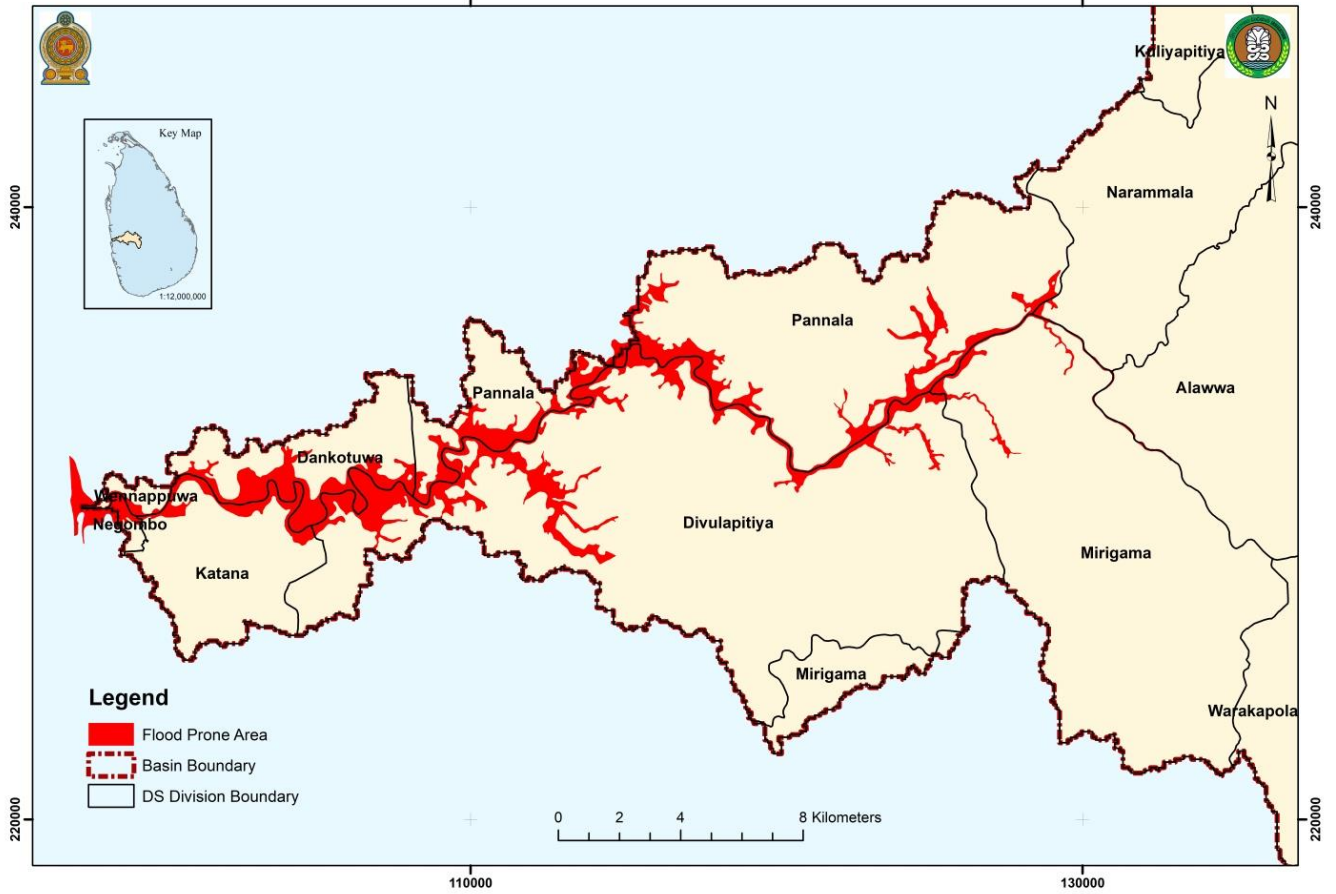 Kuliyapitiya
Key Map
N
1:12,000,000
240000
240000
Narammala
Pannala
Alawwa
Pannala
Dankotuwa
Wennappuwa
Negombo
Divulapitiya
Katana
Mirigama
Mirigama
Warakapola
Legend
Flood Prone Area
Basin Boundary
DS Division Boundary
0 2 4 8 Kilometers
220000
220000
110000
130000